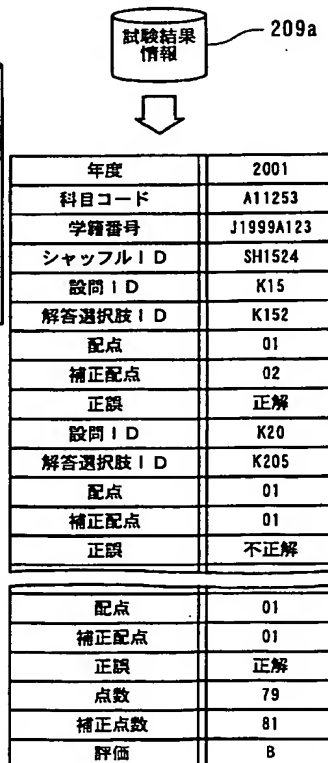 試験結果
情報
209a
年度 2001
科目コード A11253
学籍番号 J1999A123
シャッフルID SH1524
設問ID K15
解答選択肢ID K152
配点 01
補正配点 02
正誤 正解
設問ID K20
解答選択肢ID K205
配点 01
補正配点 01
正誤 不正解
配点 01
補正配点 01
正誤 正解
点数 79
補正点数 81
評価 B